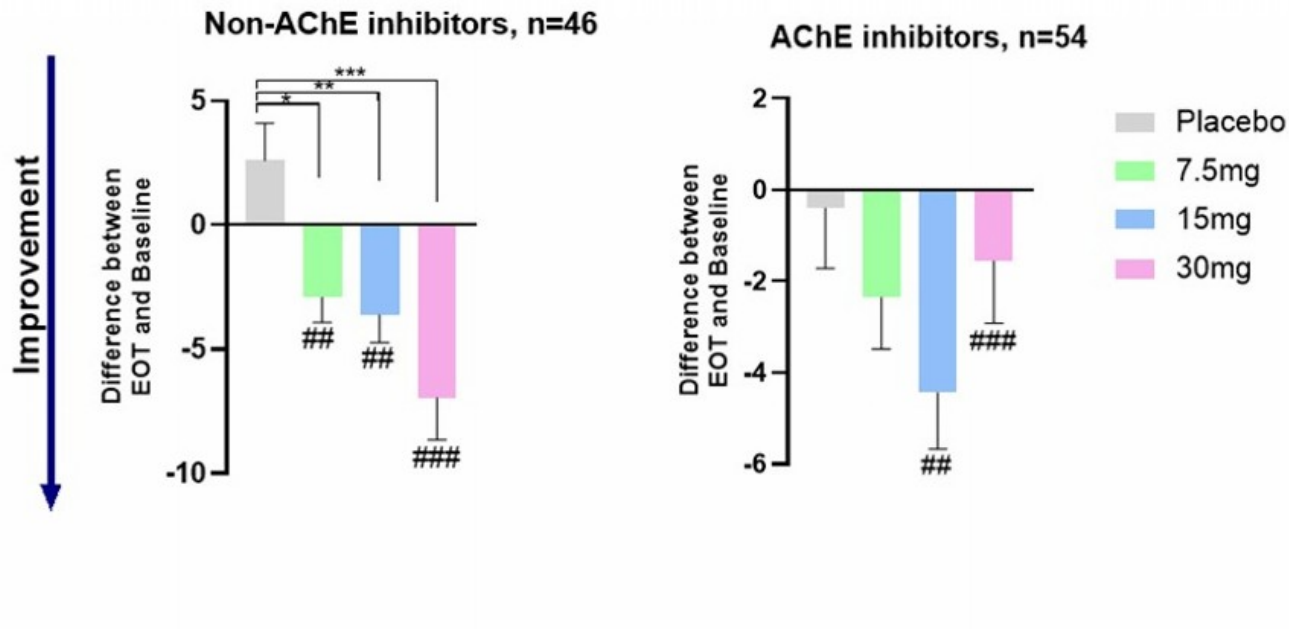 Non-AChE inhibitors, n=46
AChE inhibitors, n=54
Improvement
Difference between
EOT and Baseline
5
0
-5
-10
***
**
*
##
##
###
Difference between
EOT and Baseline
2
0
-2
-4
-6
##
###
Placebo
7.5mg
15mg
30mg